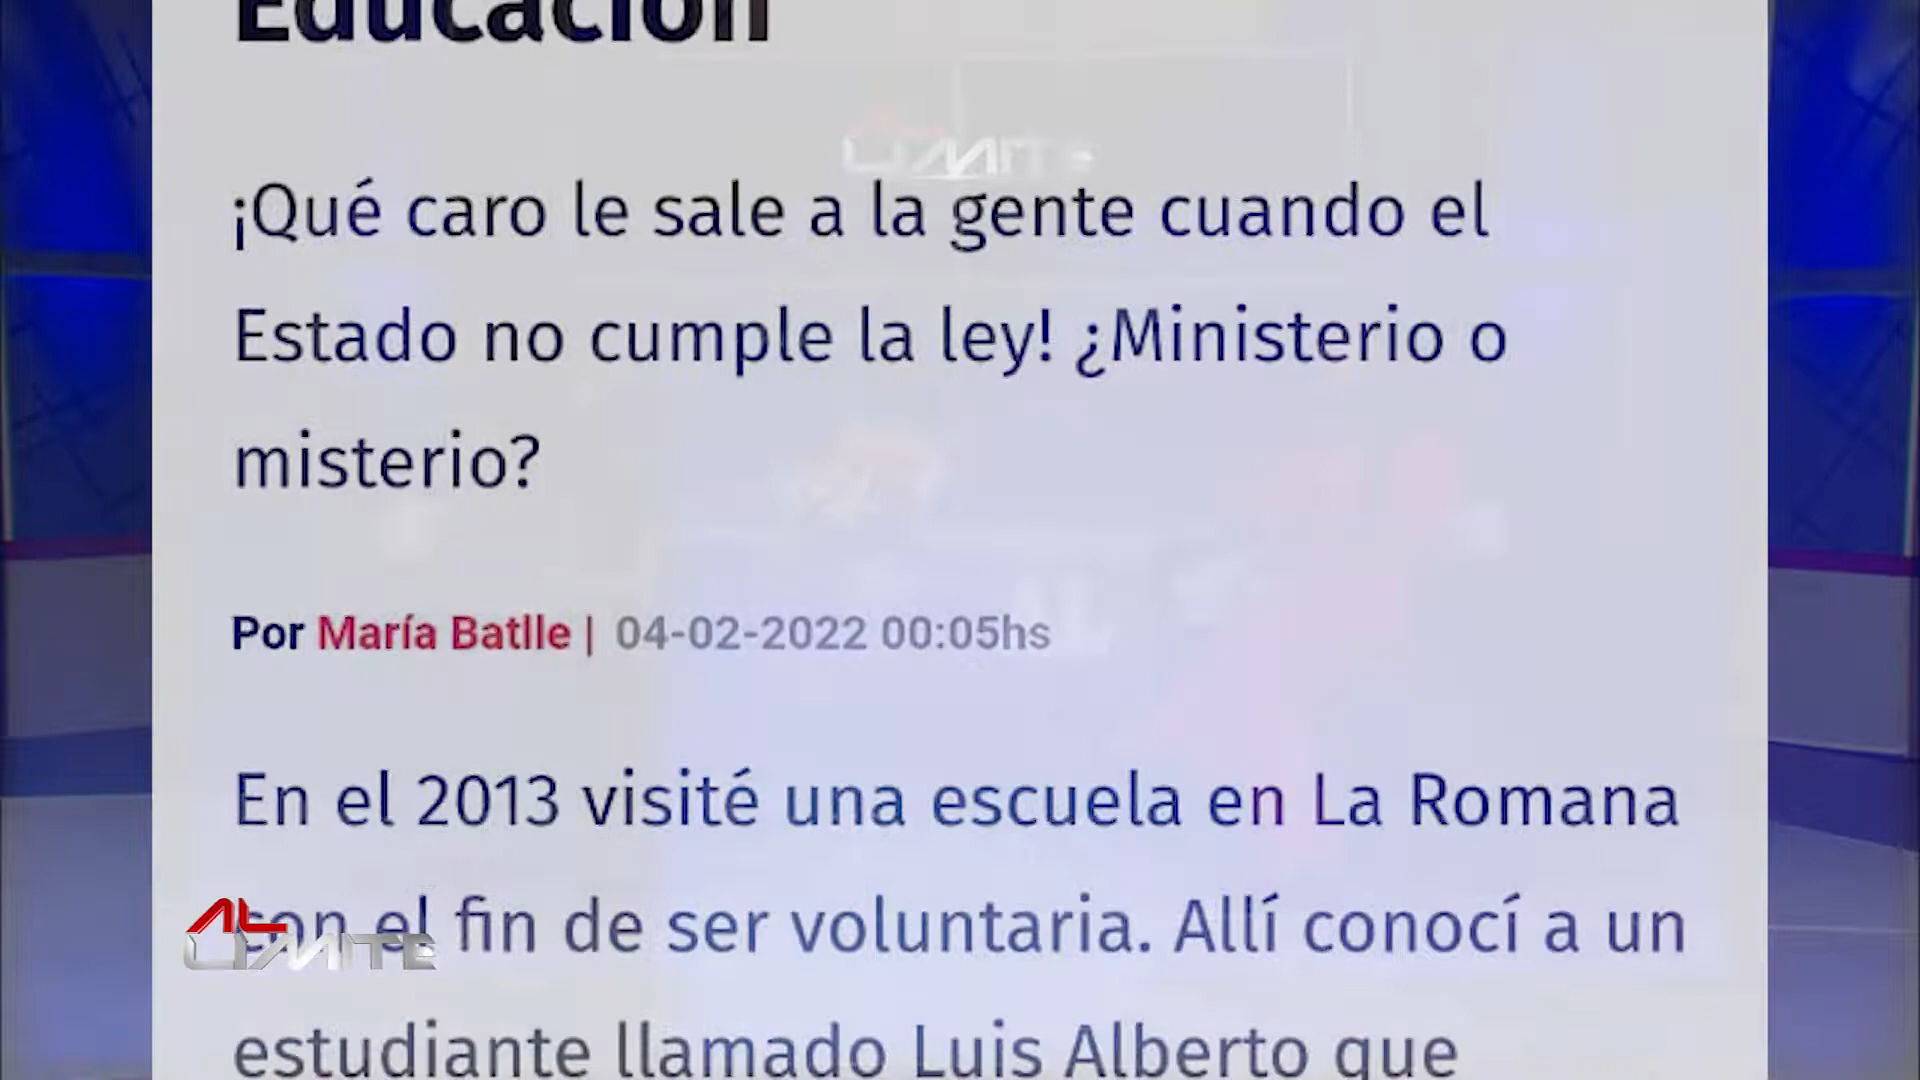 Educación
¡Qué caro le sale a la gente cuando el
Estado no cumple la ley! ¿Ministerio o
misterio?
Por María Batlle | 04-02-2022 00:05hs
En el 2013 visité una escuela en La Romana
con el fin de ser voluntaria. Allí conocí a un
AL
LIMITE
estudiante llamado Luis Alberto que